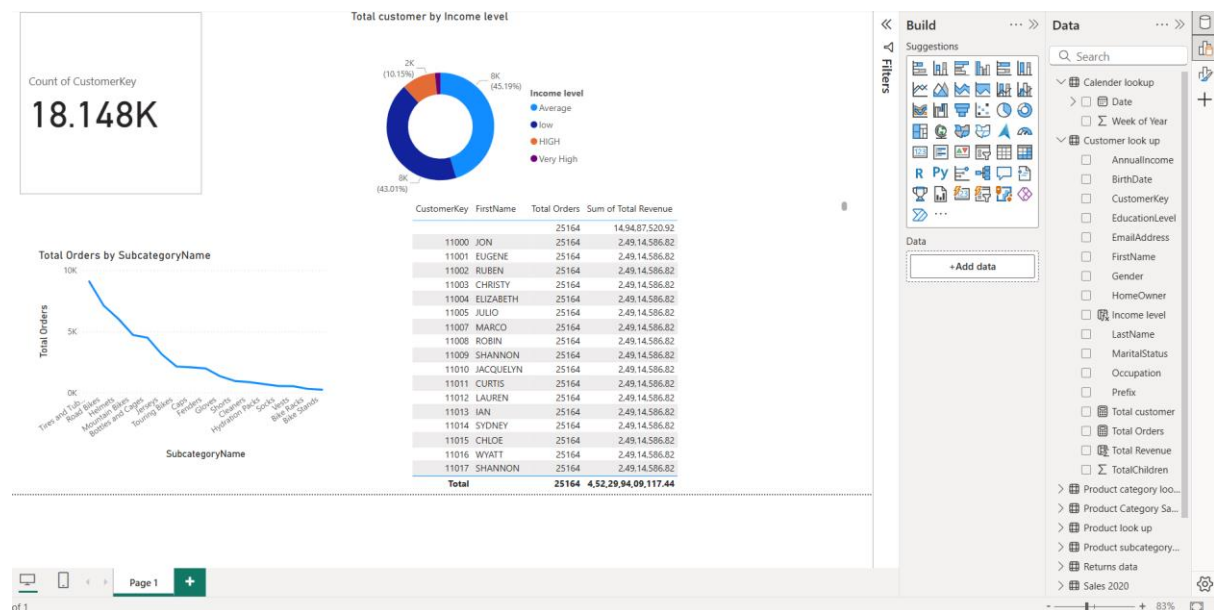 Total customer by Income level
Count of CustomerKey
18.148K
2K
(10.15%)
8K
(45.19%)
8K
(43.01%)
Income level
Average
low
HIGH
Very High
CustomerKey FirstName Total Orders Sum of Total Revenue
25164 14,94,87,520.92
11000 JON 25164 2,49,14,586.82
11001 EUGENE 25164 2,49,14,586.82
11002 RUBEN 25164 2,49,14,586.82
11003 CHRISTY 25164 2,49,14,586.82
11004 ELIZABETH 25164 2,49,14,586.82
11005 JULIO 25164 2,49,14,586.82
11007 MARCO 25164 2,49,14,586.82
11008 ROBIN 25164 2,49,14,586.82
11009 SHANNON 25164 2,49,14,586.82
11010 JACQUELYN 25164 2,49,14,586.82
11011 CURTIS 25164 2,49,14,586.82
11012 LAUREN 25164 2,49,14,586.82
11013 IAN 25164 2,49,14,586.82
11014 SYDNEY 25164 2,49,14,586.82
11015 CHLOE 25164 2,49,14,586.82
11016 WYATT 25164 2,49,14,586.82
11017 SHANNON 25164 2,49,14,586.82
Total 25164 4,52,29,94,09,117.44
Total Orders by SubcategoryName
Total Orders
10K
5K
0K
Tires and Tub...
Road Bikes
Helmets
Mountain Bikes
Bottles and Cages
Jerseys
Touring Bikes
Caps
Fenders
Gloves
Shorts
Cleaners
Hydration Packs
Socks
Vests
Bike Racks
Bike Stands
SubcategoryName
Page 1
of 1
Filters
Build
Suggestions
R Py
123
Data
+Add data
Data
Search
Calender lookup
Date
Week of Year
Customer look up
AnnualIncome
BirthDate
CustomerKey
EducationLevel
EmailAddress
FirstName
Gender
HomeOwner
Income level
LastName
MaritalStatus
Occupation
Prefix
Total customer
Total Orders
Total Revenue
TotalChildren
Product category loo...
Product Category Sa...
Product look up
Product subcategory...
Returns data
Sales 2020
83%